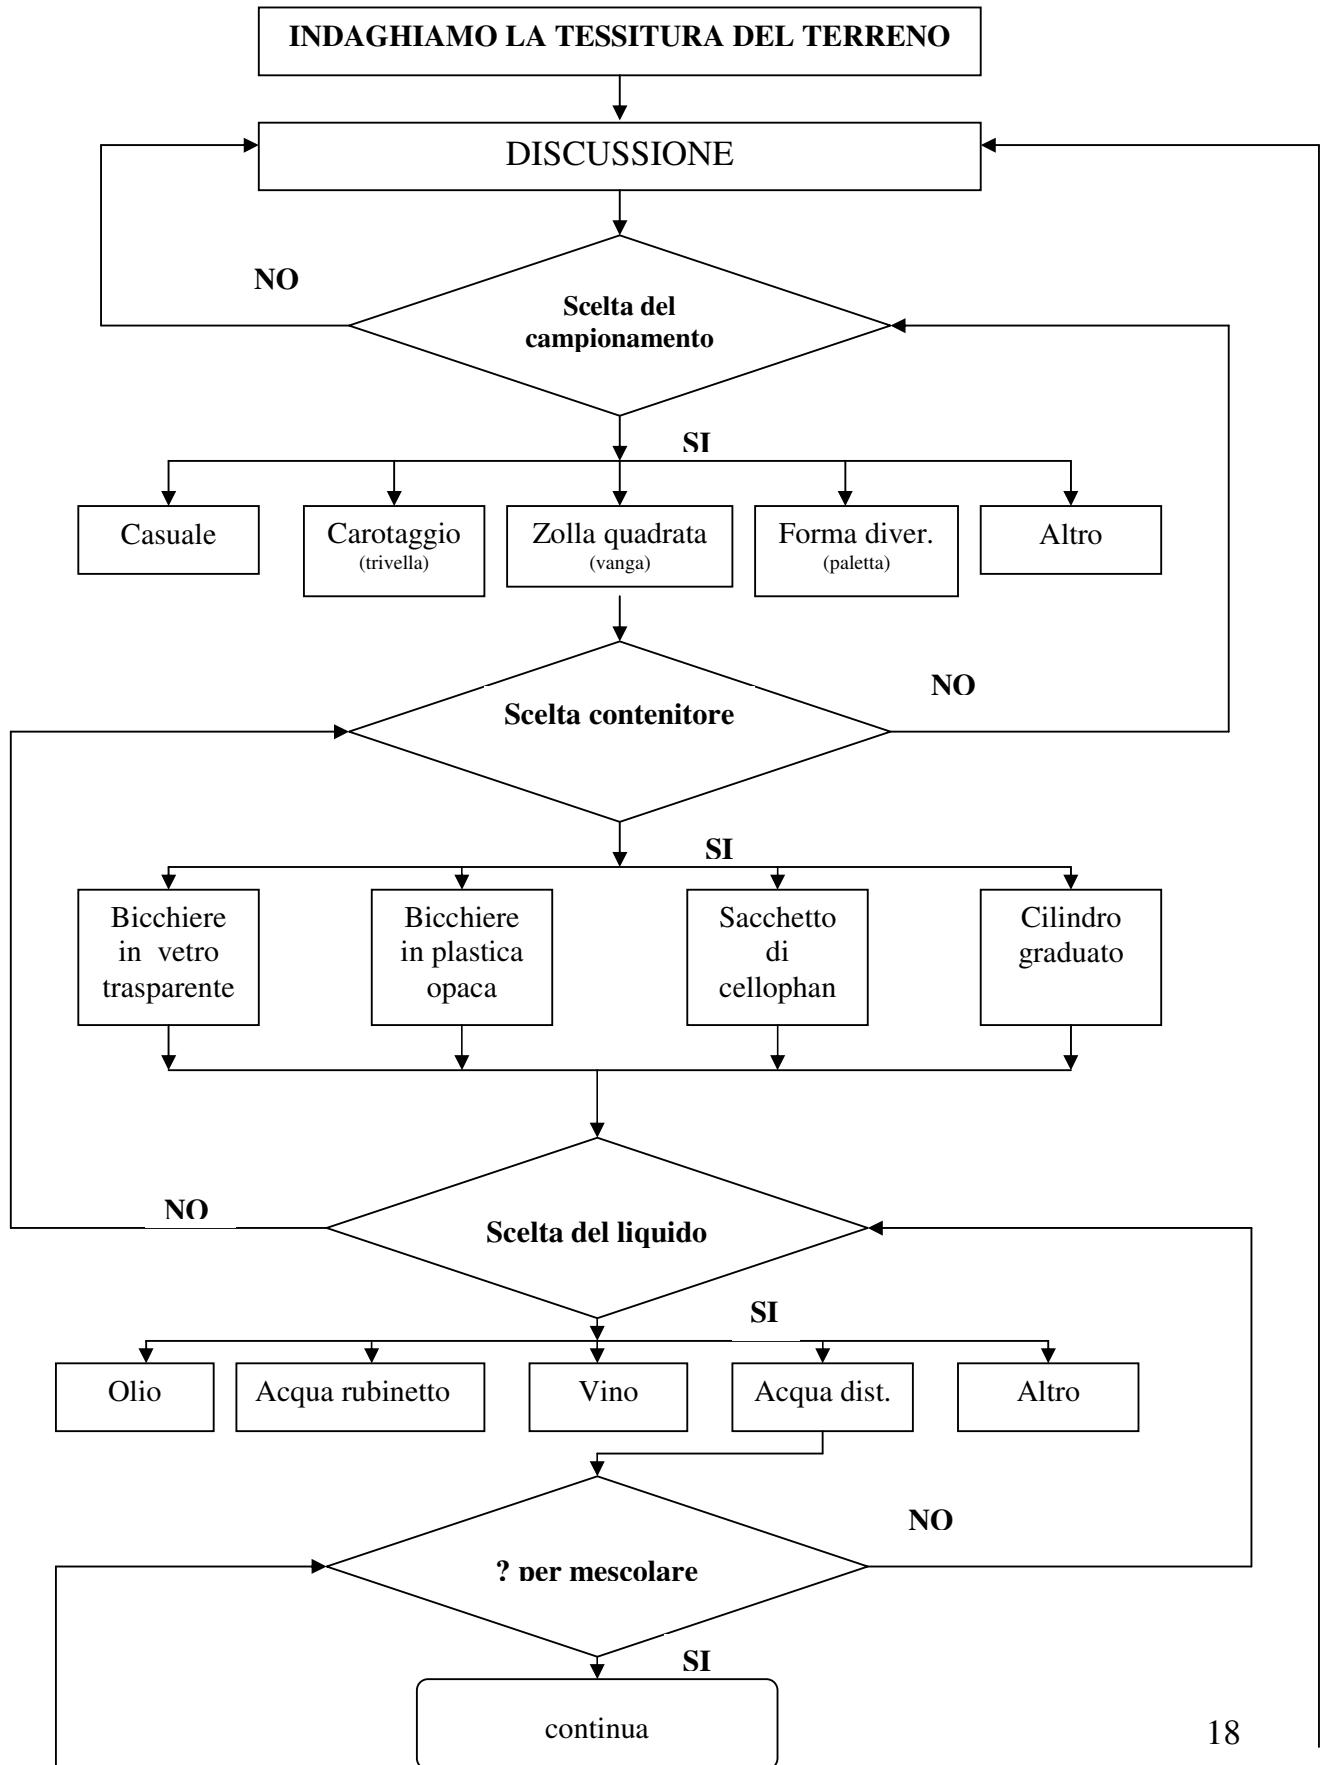 INDAGHIAMO LA TESSITURA DEL TERRENO
DISCUSSIONE
NO
Scelta del
campionamento
SI
Casuale
Carotaggio
(trivella)
Zolla quadrata
(vanga)
Forma diver.
(paletta)
Altro
NO
Scelta contenitore
SI
Bicchiere
in vetro
trasparente
Bicchiere
in plastica
opaca
Sacchetto
di
cellophan
Cilindro
graduato
NO
Scelta del liquido
SI
Olio
Acqua rubinetto
Vino
Acqua dist.
Altro
NO
? per mescolare
SI
continua
18